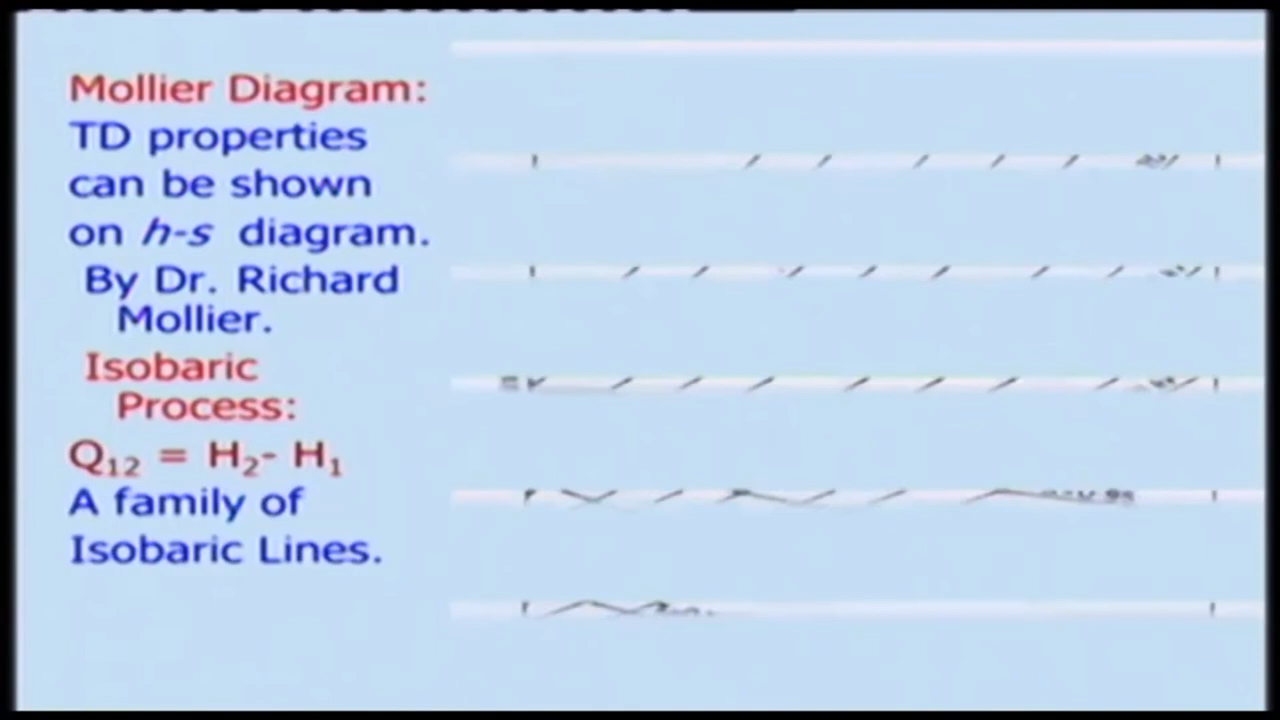 Mollier Diagram:
TD properties
can be shown
on h-s diagram.
By Dr. Richard
Mollier.
Isobaric
Process:
Q₁₂ = H₂- H₁
A family of
Isobaric Lines.